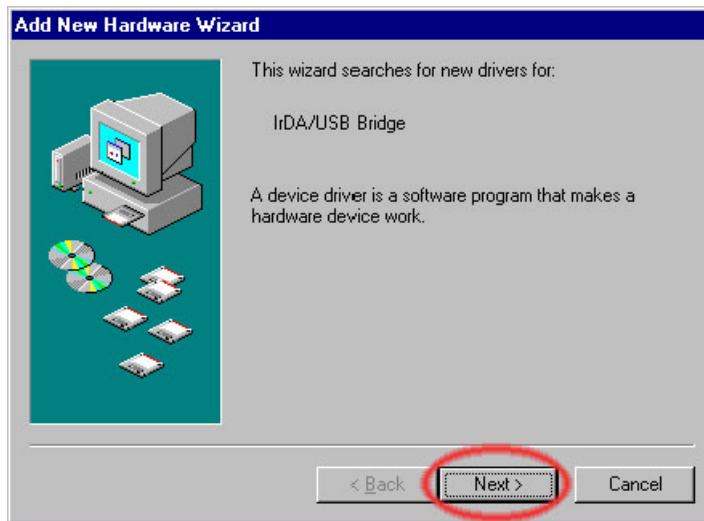 Add New Hardware Wizard
This wizard searches for new drivers for:
IrDA/USB Bridge
A device driver is a software program that makes a
hardware device work.
< Back
Next >
Cancel